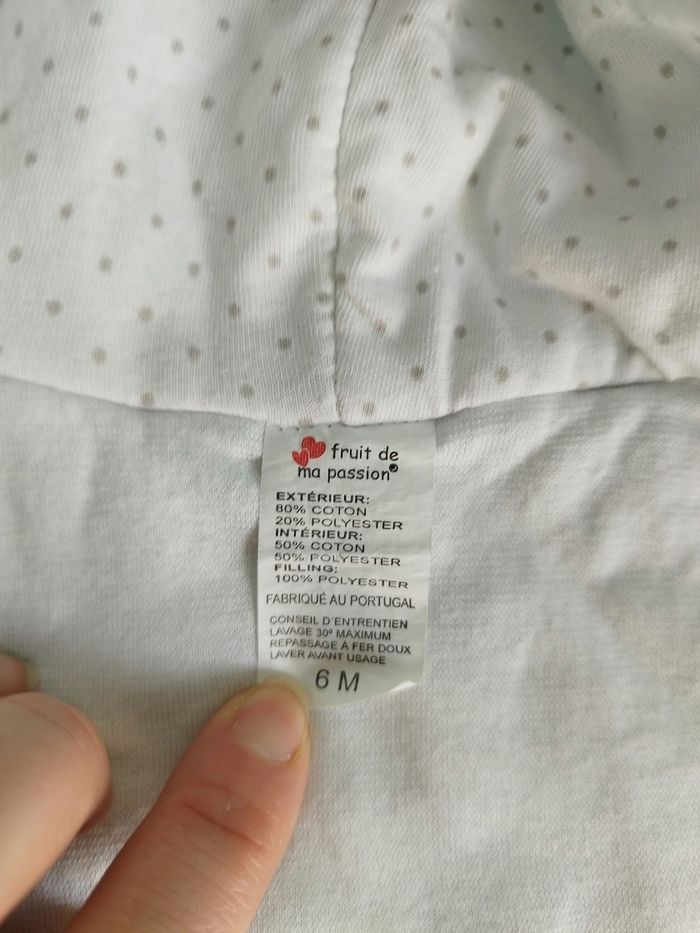 fruit de
ma passion
EXTÉRIEUR:
80% COTON
20% POLYESTER
INTÉRIEUR:
50% COTON
50% POLYESTER
FILLING:
100% POLYESTER
FABRIQUÉ AU PORTUGAL
CONSEIL D'ENTRETIEN
LAVAGE 30º MAXIMUM
REPASSAGE À FER DOUX
LAVER AVANT USAGE
6 M